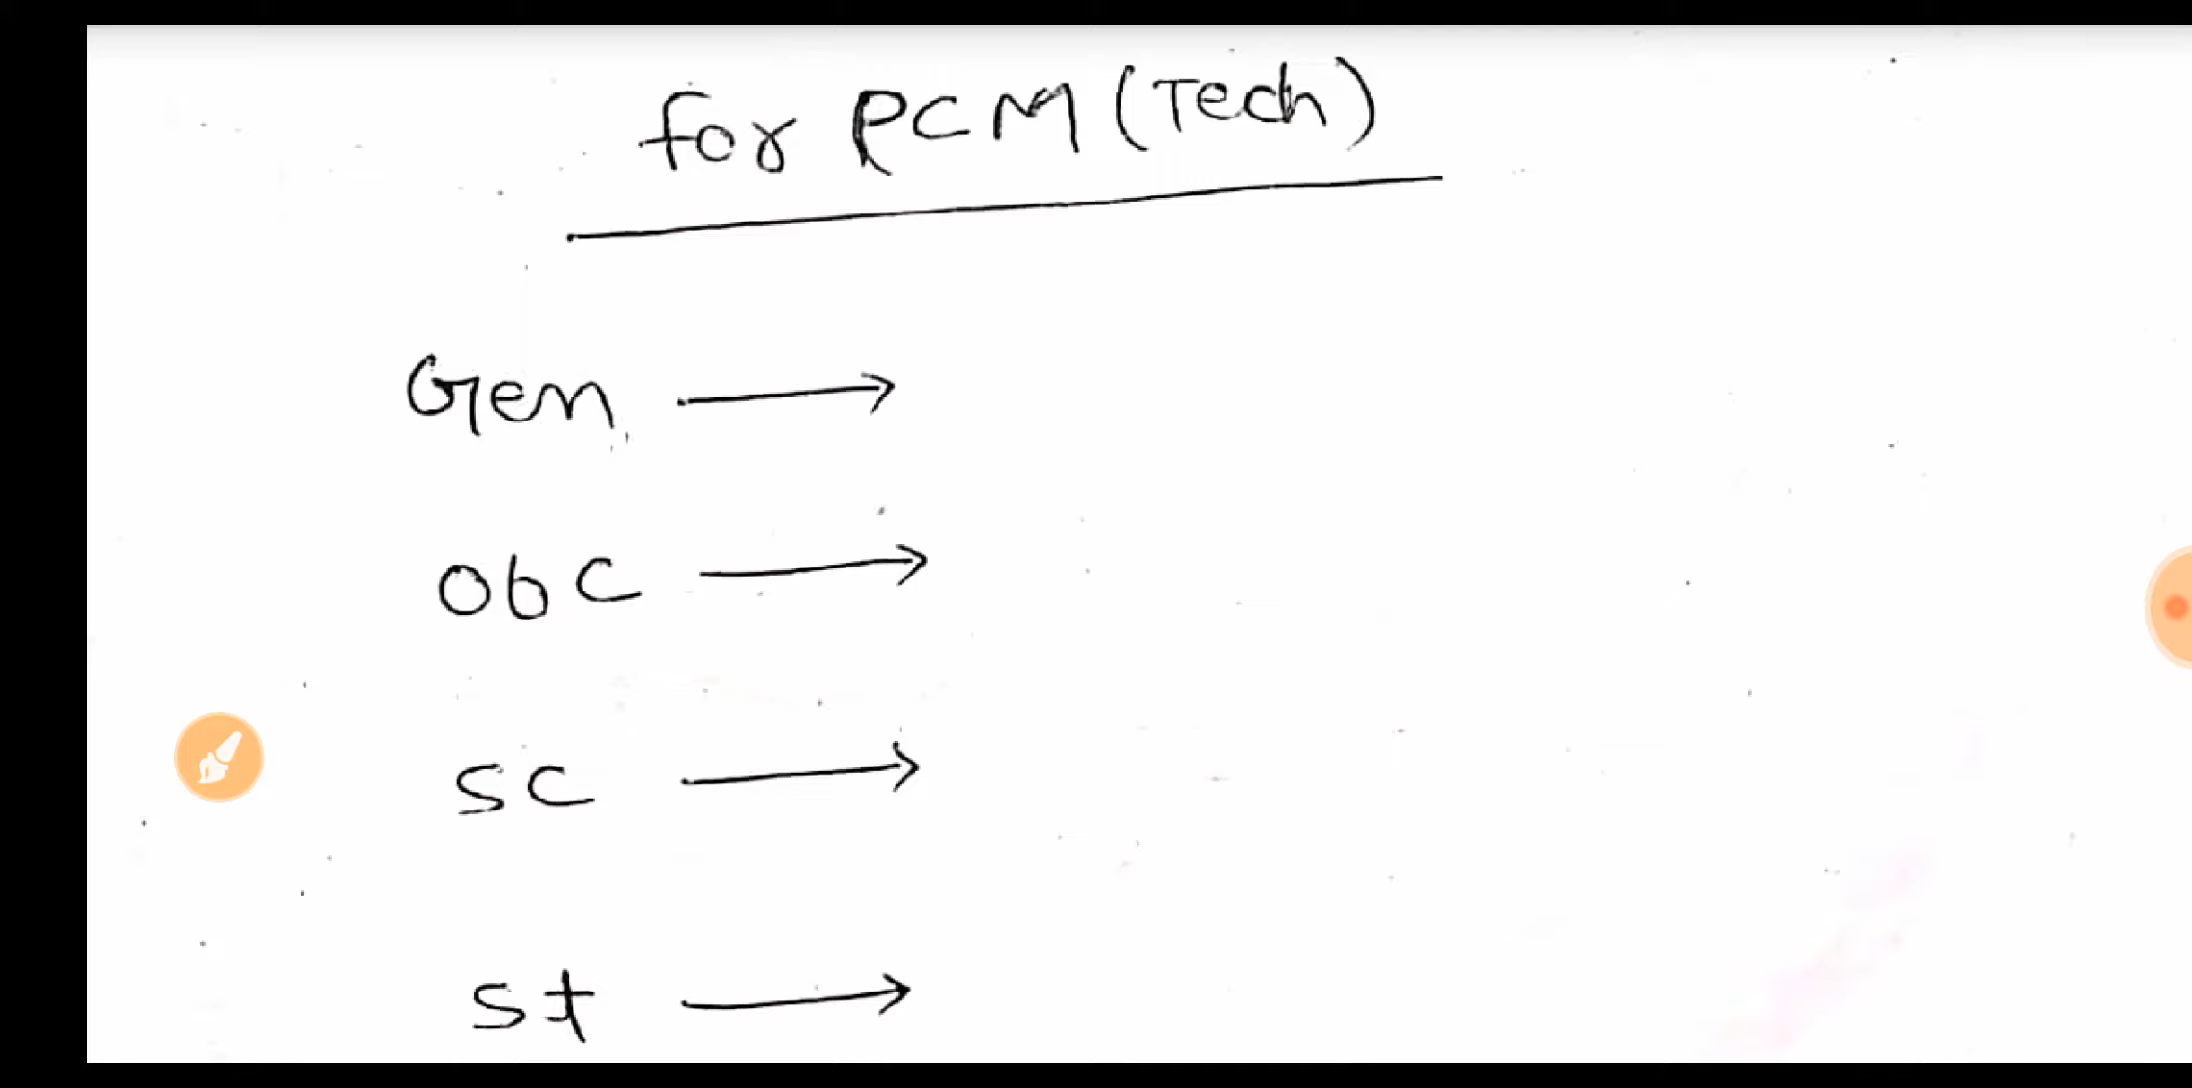 for PCM (Tech)
Gen →
Obc →
SC →
St →